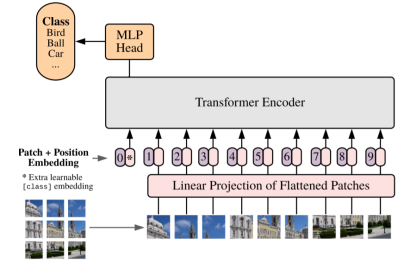 Class
Bird
Ball
Car
...
MLP
Head
Transformer Encoder
Patch + Position
Embedding
0 * 1 2 3 4 5 6 7 8 9
* Extra learnable
[class] embedding
Linear Projection of Flattened Patches